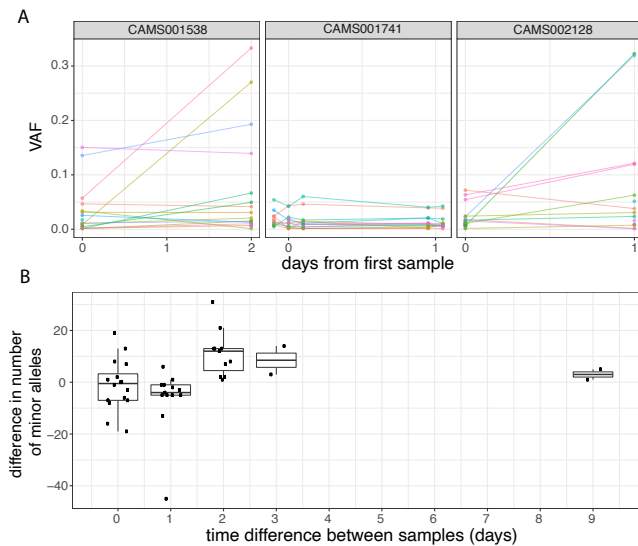 A
CAMS001538 CAMS001741 CAMS002128
0.3
0.2
0.1
0.0
VAF
0 1 2 0 1 0 1
days from first sample
B
20
0
−20
−40
difference in number
of minor alleles
0 1 2 3 4 5 6 7 8 9
time difference between samples (days)